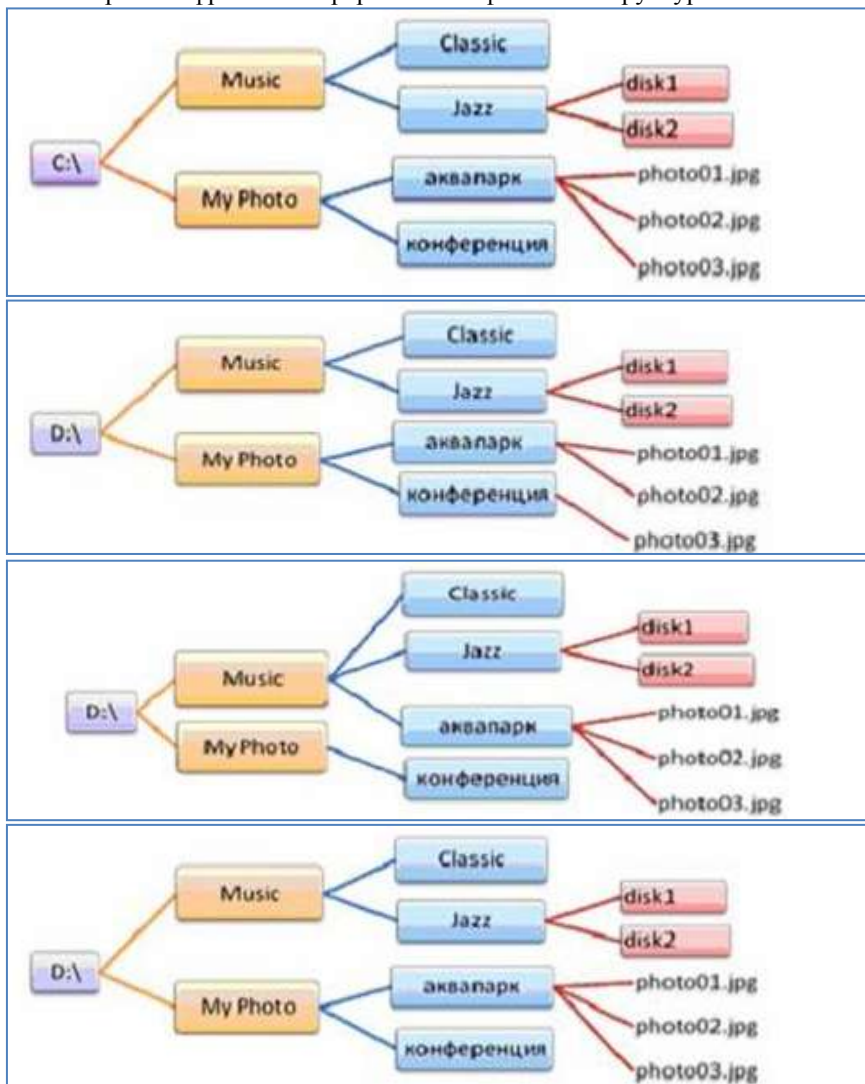 Classic
Music
disk1
Jazz
disk2
C:\
аквапарк
photo01.jpg
My Photo
photo02.jpg
конференция
photo03.jpg
Classic
Music
disk1
Jazz
disk2
D:\
аквапарк
photo01.jpg
My Photo
конференция
photo02.jpg
photo03.jpg
Classic
disk1
Jazz
disk2
Music
D:\
photo01.jpg
аквапарк
My Photo
photo02.jpg
конференция
photo03.jpg
Classic
Music
disk1
Jazz
disk2
D:\
аквапарк
photo01.jpg
My Photo
photo02.jpg
конференция
photo03.jpg